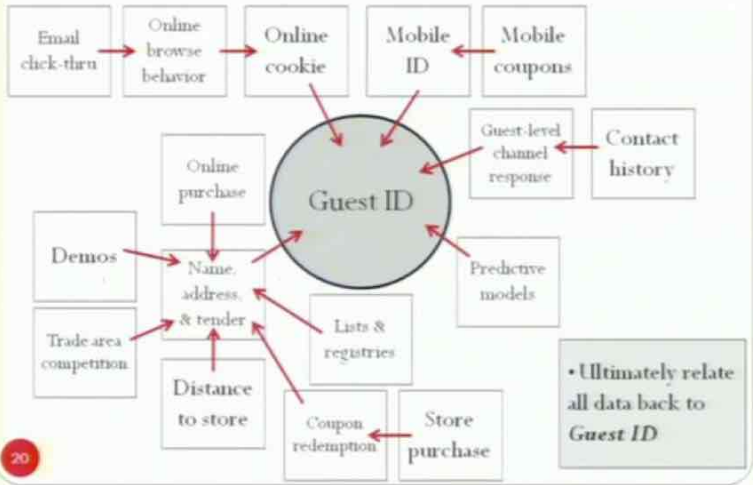 Email
click-thru
Online
browse
behavior
Online
cookie
Mobile
ID
Mobile
coupons
Guest-level
channel
response
Contact
history
Online
purchase
Guest ID
Demos
Name,
address,
& tender
Predictive
models
Trade area
competition
Lists &
registries
Distance
to store
Coupon
redemption
Store
purchase
• Ultimately relate
all data back to
Guest ID
20